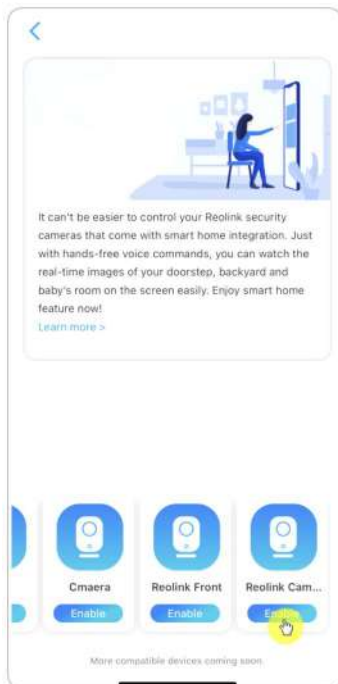 It can't be easier to control your Reolink security
cameras that come with smart home integration. Just
with hands-free voice commands, you can watch the
real-time images of your doorstep, backyard and
baby's room on the screen easily. Enjoy smart home
feature now!
Learn more >
Cmaera Reolink Front Reolink Cam...
Enable Enable Enable
More compatible devices coming soon.